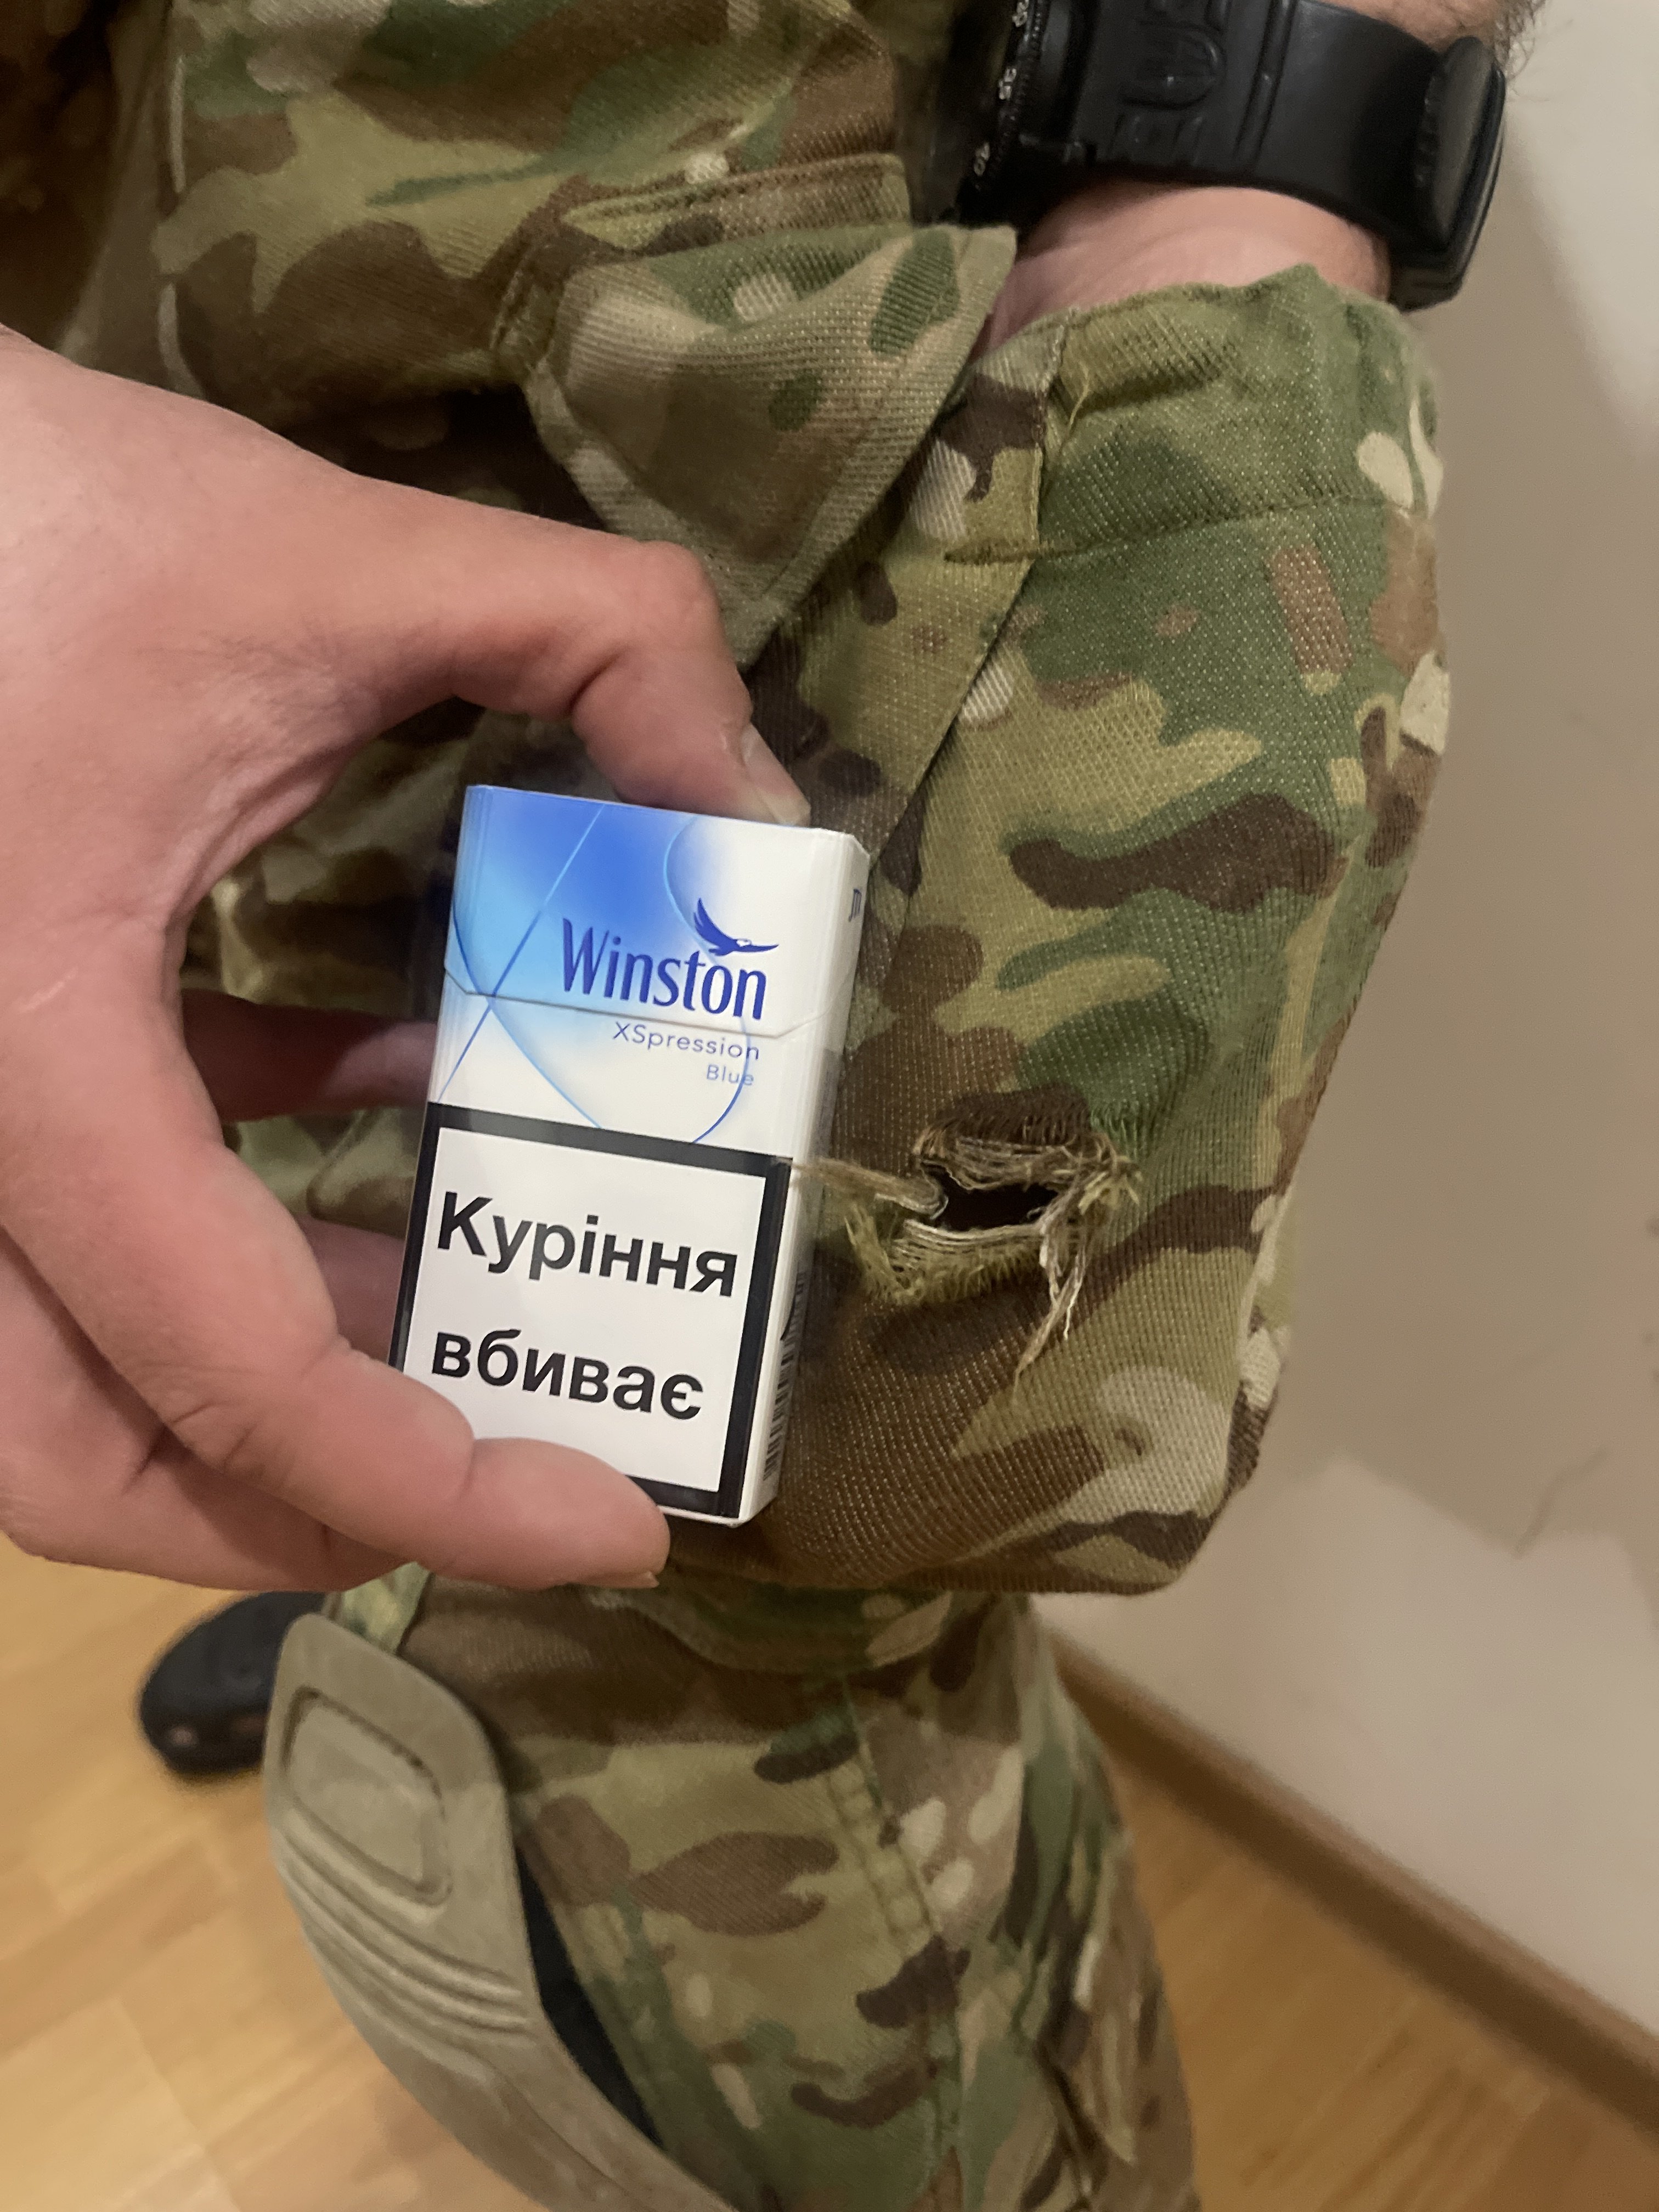 Winston
XSpression
Blue
Куріння
вбиває